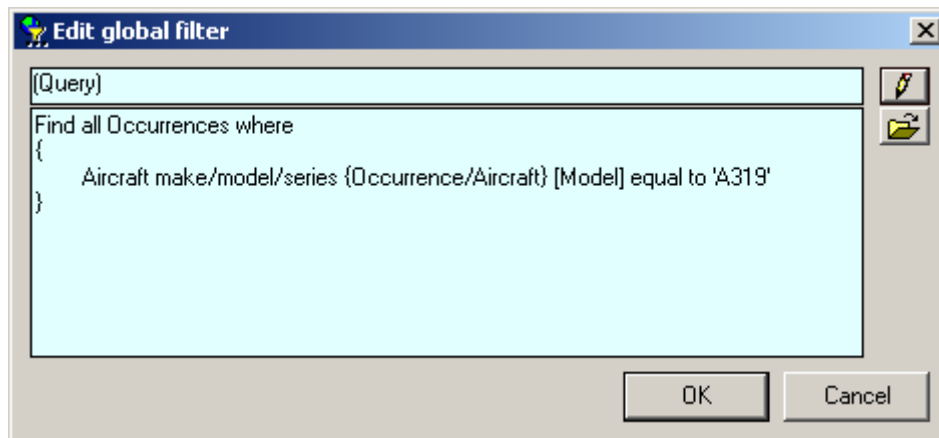 Edit global filter
(Query)
Find all Occurrences where
{
Aircraft make/model/series {Occurrence/Aircraft} [Model] equal to 'A319'
}
OK
Cancel